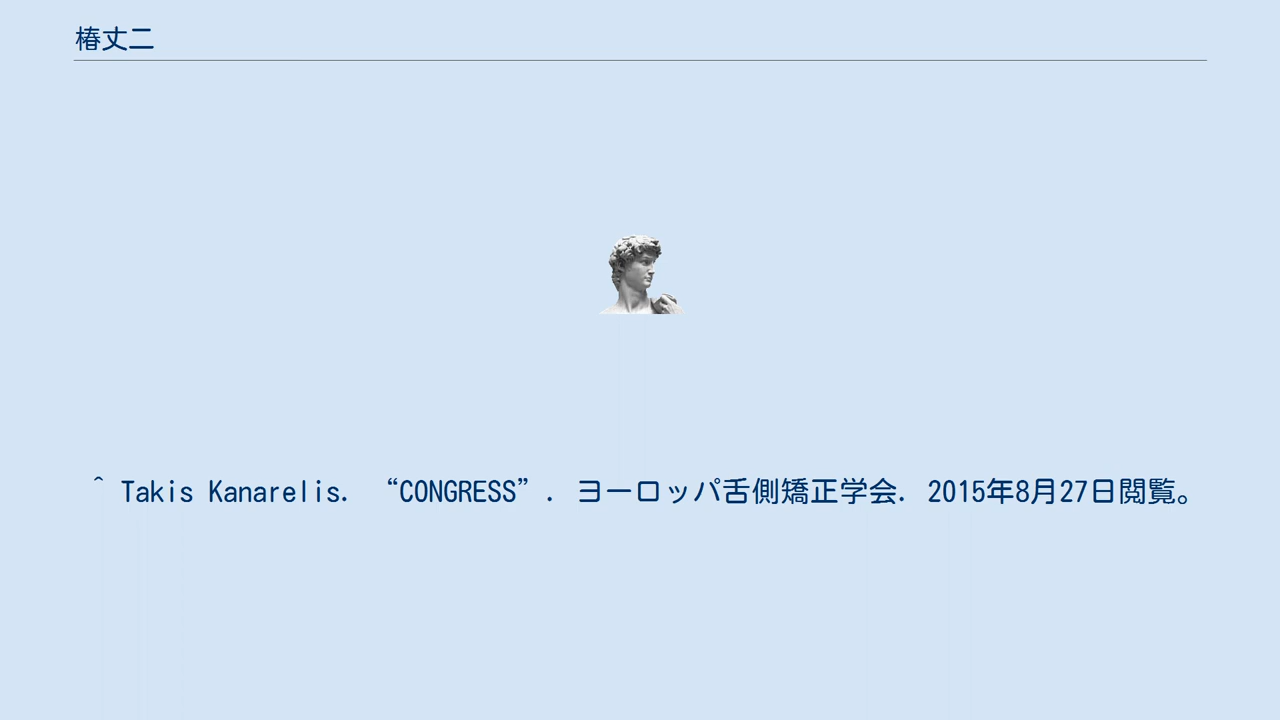 椿丈二
^ Takis Kanarelis. “CONGRESS”. ヨーロッパ舌側矯正学会. 2015年8月27日閲覧。